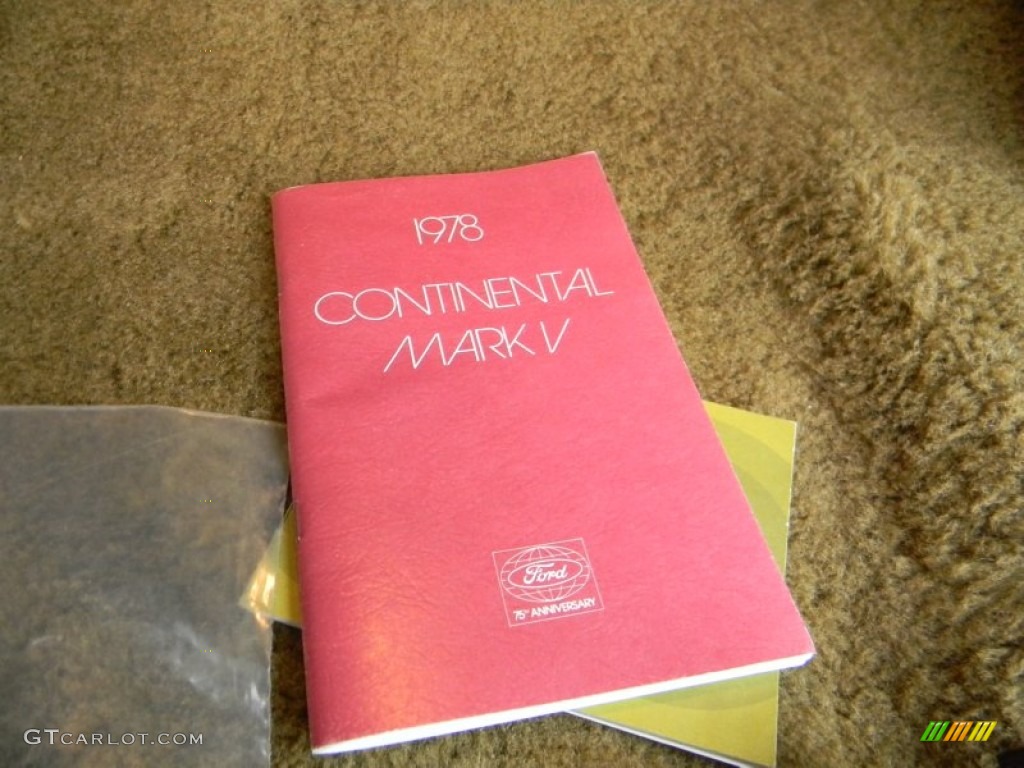 1978
CONTINENTAL
MARK V
Ford
75TH ANNIVERSARY
GTCARLOT.COM